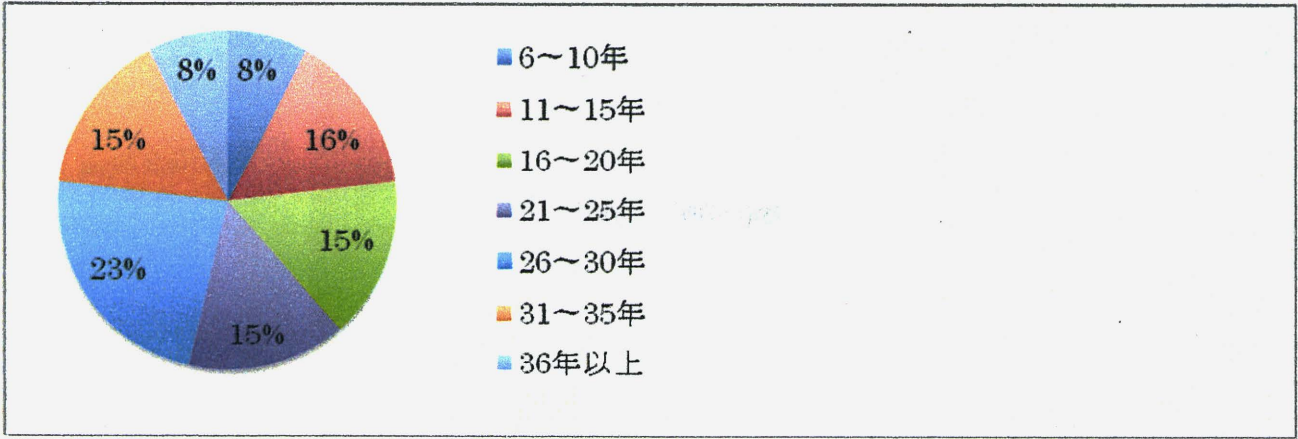 8% 8%
16%
15%
15%
23%
15%
6〜10年
11〜15年
16〜20年
21〜25年
26〜30年
31〜35年
36年以上